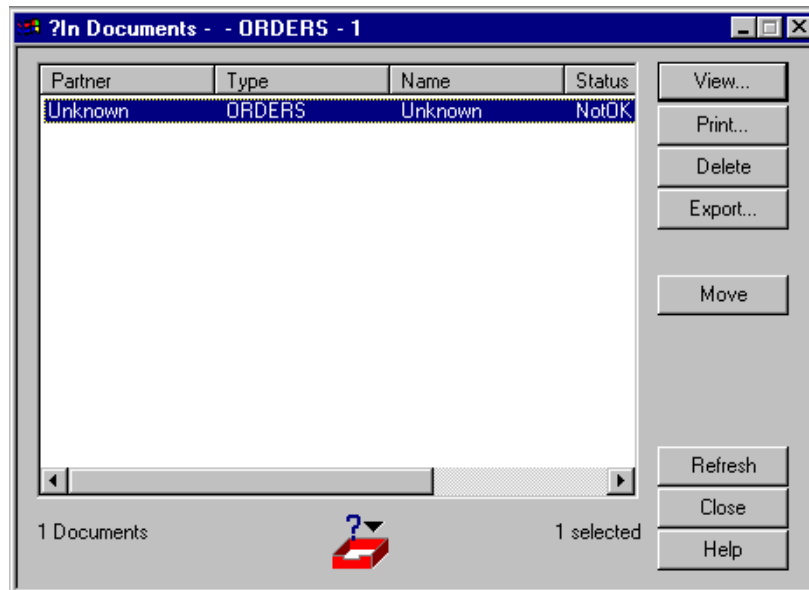 ?In Documents - - ORDERS - 1
Partner Type Name Status
Unknown ORDERS Unknown NotOK
View...
Print...
Delete
Export...
Move
Refresh
Close
Help
1 Documents
?
1 selected